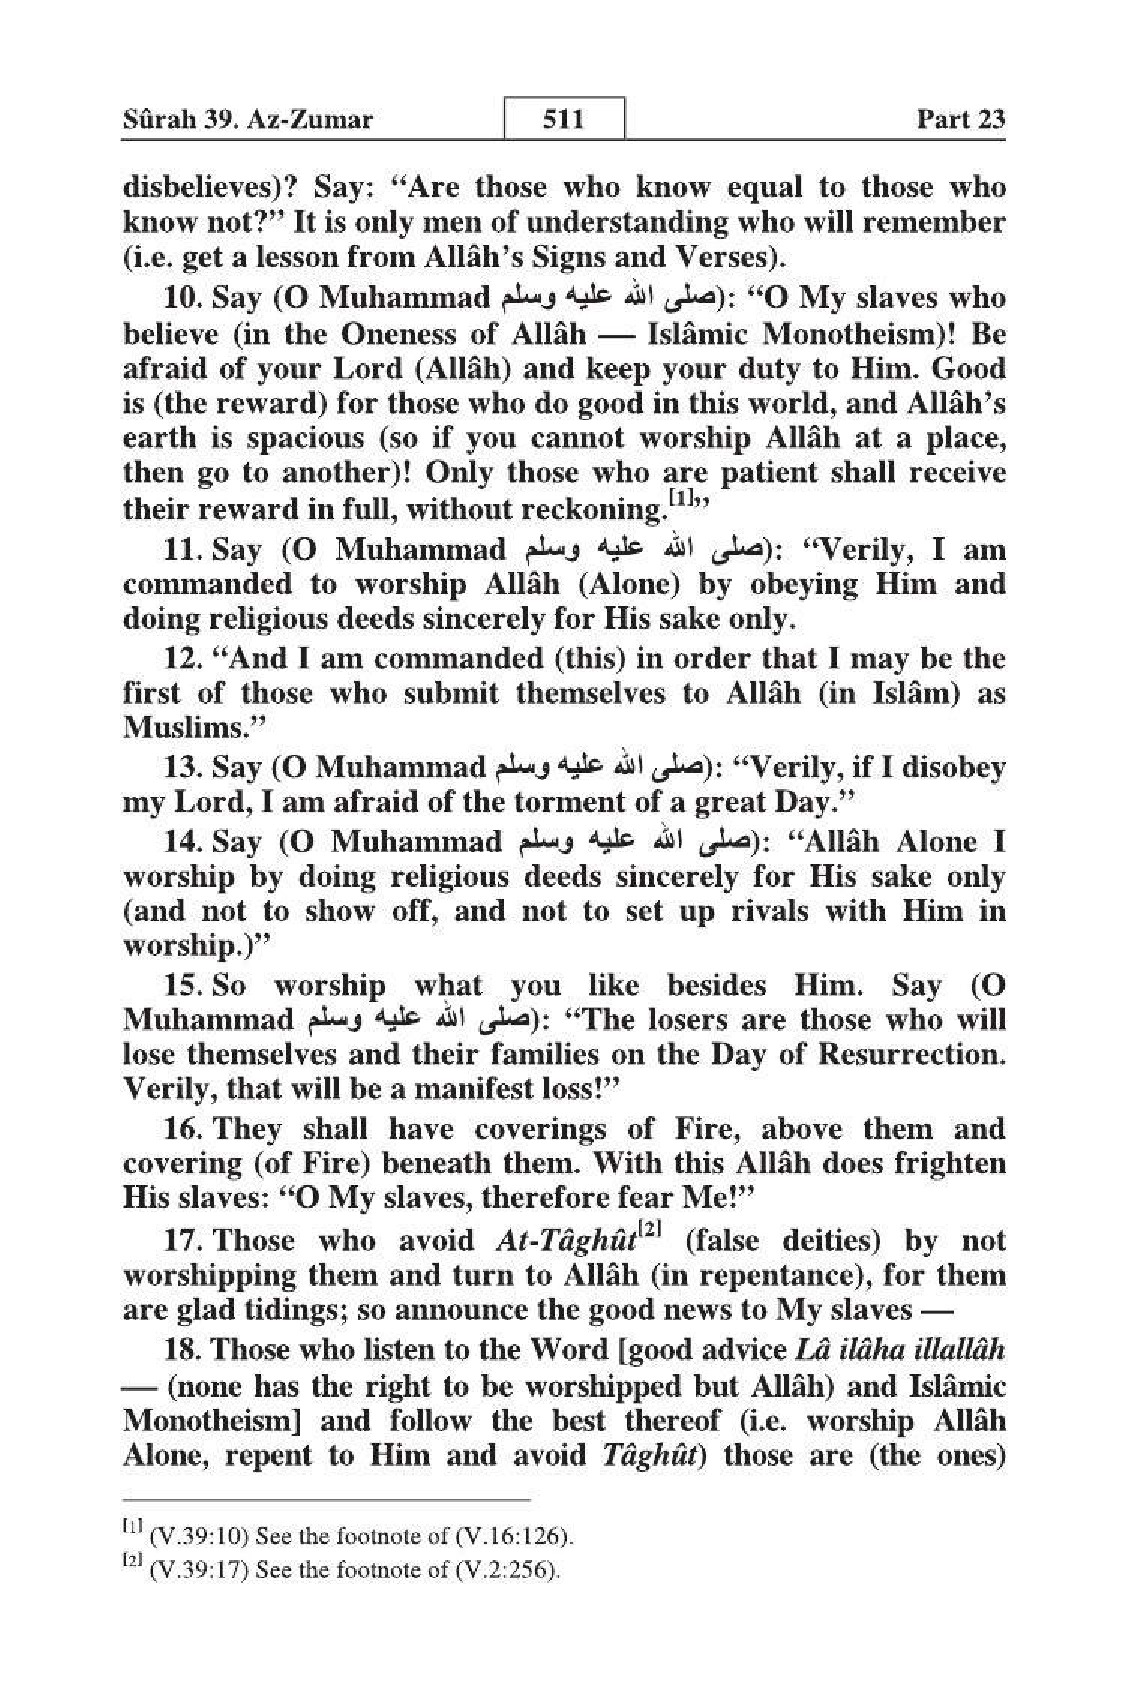 Sûrah 39. Az-Zumar 511 Part 23
disbelieves)? Say: “Are those who know equal to those who
know not?” It is only men of understanding who will remember
(i.e. get a lesson from Allâh’s Signs and Verses).
10. Say (O Muhammad صلى الله عليه وسلم): “O My slaves who
believe (in the Oneness of Allâh — Islâmic Monotheism)! Be
afraid of your Lord (Allâh) and keep your duty to Him. Good
is (the reward) for those who do good in this world, and Allâh’s
earth is spacious (so if you cannot worship Allâh at a place,
then go to another)! Only those who are patient shall receive
their reward in full, without reckoning.[1]”
11. Say (O Muhammad صلى الله عليه وسلم): “Verily, I am
commanded to worship Allâh (Alone) by obeying Him and
doing religious deeds sincerely for His sake only.
12. “And I am commanded (this) in order that I may be the
first of those who submit themselves to Allâh (in Islâm) as
Muslims.”
13. Say (O Muhammad صلى الله عليه وسلم): “Verily, if I disobey
my Lord, I am afraid of the torment of a great Day.”
14. Say (O Muhammad صلى الله عليه وسلم): “Allâh Alone I
worship by doing religious deeds sincerely for His sake only
(and not to show off, and not to set up rivals with Him in
worship.)”
15. So worship what you like besides Him. Say (O
Muhammad صلى الله عليه وسلم): “The losers are those who will
lose themselves and their families on the Day of Resurrection.
Verily, that will be a manifest loss!”
16. They shall have coverings of Fire, above them and
covering (of Fire) beneath them. With this Allâh does frighten
His slaves: “O My slaves, therefore fear Me!”
17. Those who avoid At-Tâghût[2] (false deities) by not
worshipping them and turn to Allâh (in repentance), for them
are glad tidings; so announce the good news to My slaves —
18. Those who listen to the Word [good advice Lâ ilâha illallâh
— (none has the right to be worshipped but Allâh) and Islâmic
Monotheism] and follow the best thereof (i.e. worship Allâh
Alone, repent to Him and avoid Tâghût) those are (the ones)
[1] (V.39:10) See the footnote of (V.16:126).
[2] (V.39:17) See the footnote of (V.2:256).